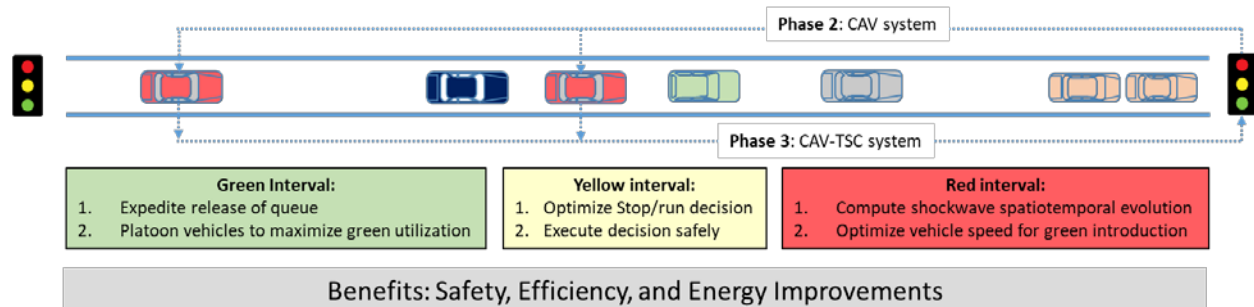 Phase 2: CAV system
Phase 3: CAV-TSC system
Green Interval:
1. Expedite release of queue
2. Platoon vehicles to maximize green utilization
Yellow interval:
1. Optimize Stop/run decision
2. Execute decision safely
Red interval:
1. Compute shockwave spatiotemporal evolution
2. Optimize vehicle speed for green introduction
Benefits: Safety, Efficiency, and Energy Improvements